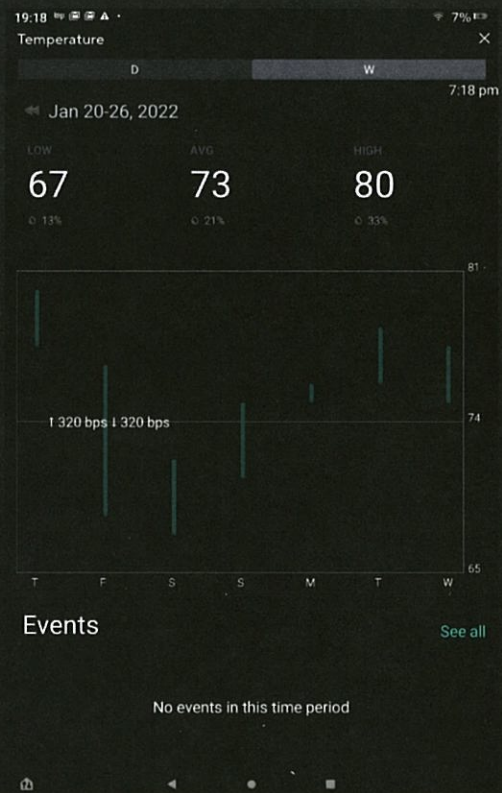 19:18 7%
Temperature ×
D W
7:18 pm
Jan 20-26, 2022
LOW AVG HIGH
67 73 80
13% 21% 33%
81
↑ 320 bps ↓ 320 bps
74
65
T F S S M T W
Events
See all
No events in this time period